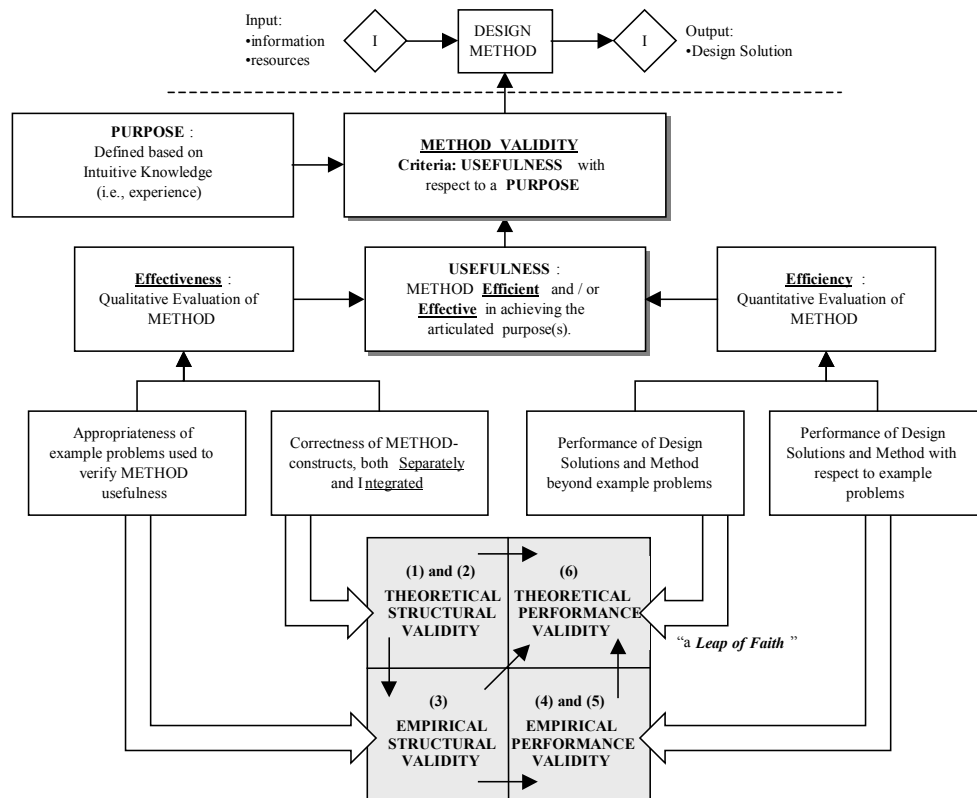 Input:
•information
•resources
I
DESIGN
METHOD
I
Output:
•Design Solution
PURPOSE :
Defined based on
Intuitive Knowledge
(i.e., experience)
METHOD VALIDITY
Criteria: USEFULNESS with
respect to a PURPOSE
Effectiveness :
Qualitative Evaluation of
METHOD
USEFULNESS :
METHOD Efficient and / or
Effective in achieving the
articulated purpose(s).
Efficiency :
Quantitative Evaluation of
METHOD
Appropriateness of
example problems used to
verify METHOD
usefulness
Correctness of METHOD-
constructs, both Separately
and Integrated
Performance of Design
Solutions and Method
beyond example problems
Performance of Design
Solutions and Method with
respect to example
problems
(1) and (2)
THEORETICAL
STRUCTURAL
VALIDITY
(6)
THEORETICAL
PERFORMANCE
VALIDITY
“a Leap of Faith ”
(3)
EMPIRICAL
STRUCTURAL
VALIDITY
(4) and (5)
EMPIRICAL
PERFORMANCE
VALIDITY